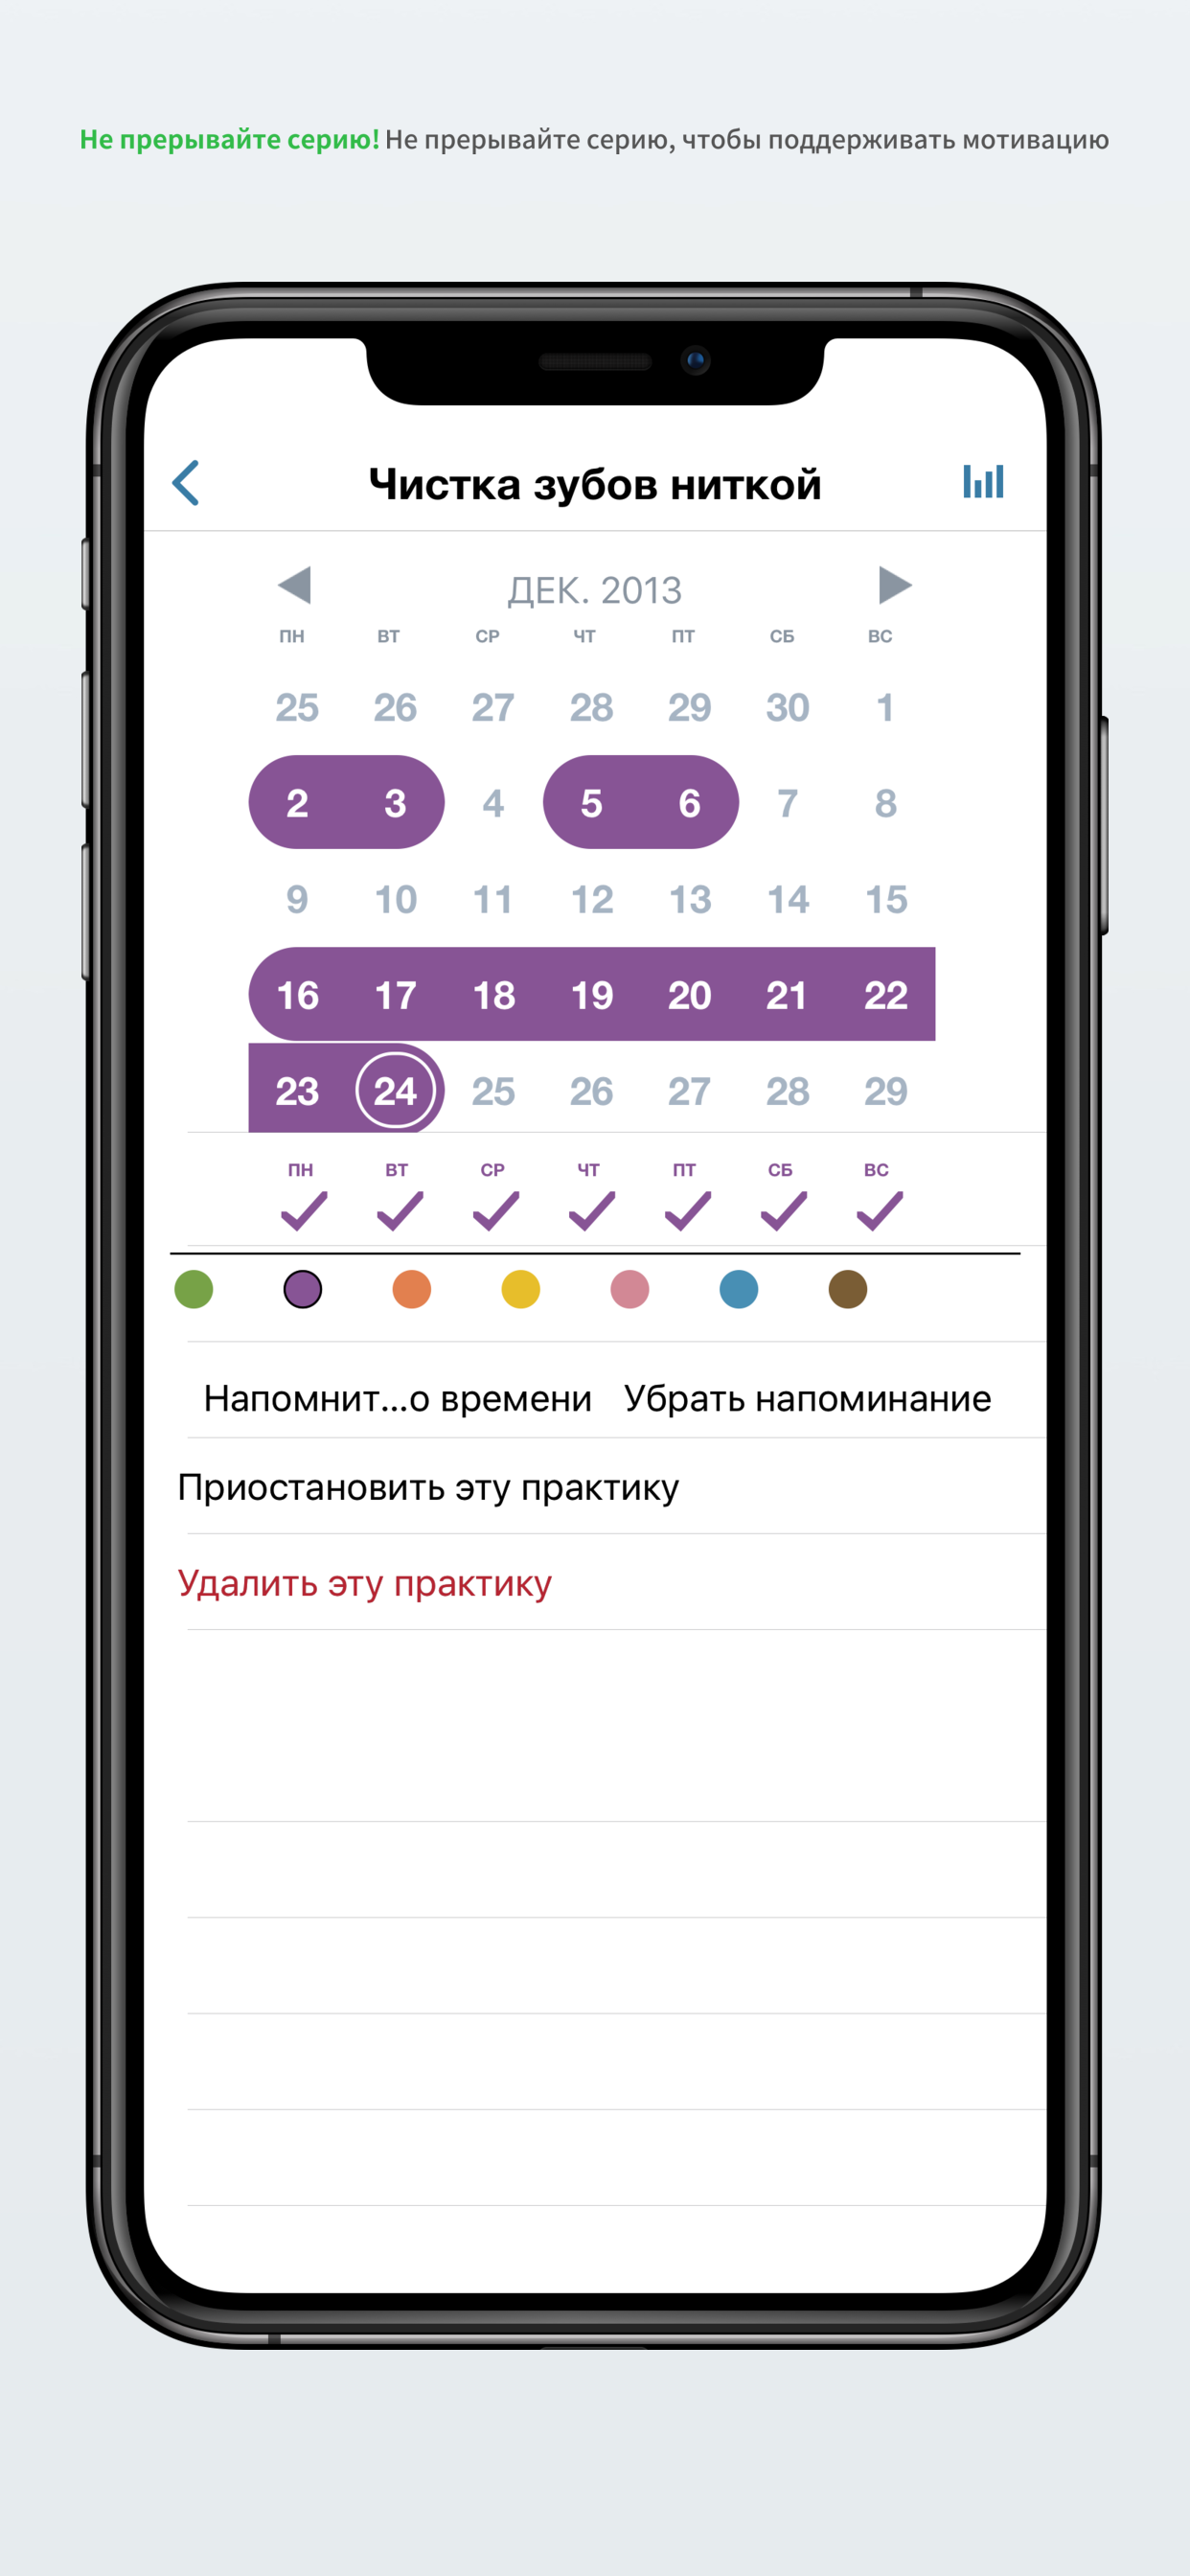 Не прерывайте серию! Не прерывайте серию, чтобы поддерживать мотивацию
Чистка зубов ниткой
ДЕК. 2013
ПН ВТ СР ЧТ ПТ СБ ВС
25 26 27 28 29 30 1
2 3 4 5 6 7 8
9 10 11 12 13 14 15
16 17 18 19 20 21 22
23 24 25 26 27 28 29
ПН ВТ СР ЧТ ПТ СБ ВС
Напомнит...о времени Убрать напоминание
Приостановить эту практику
Удалить эту практику